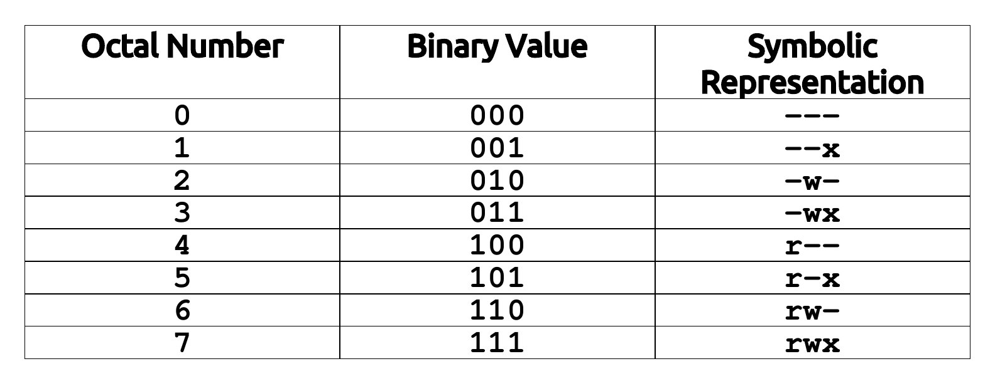 Octal Number Binary Value Symbolic
Representation
0 000 ---
1 001 --x
2 010 -w-
3 011 -wx
4 100 r--
5 101 r-x
6 110 rw-
7 111 rwx